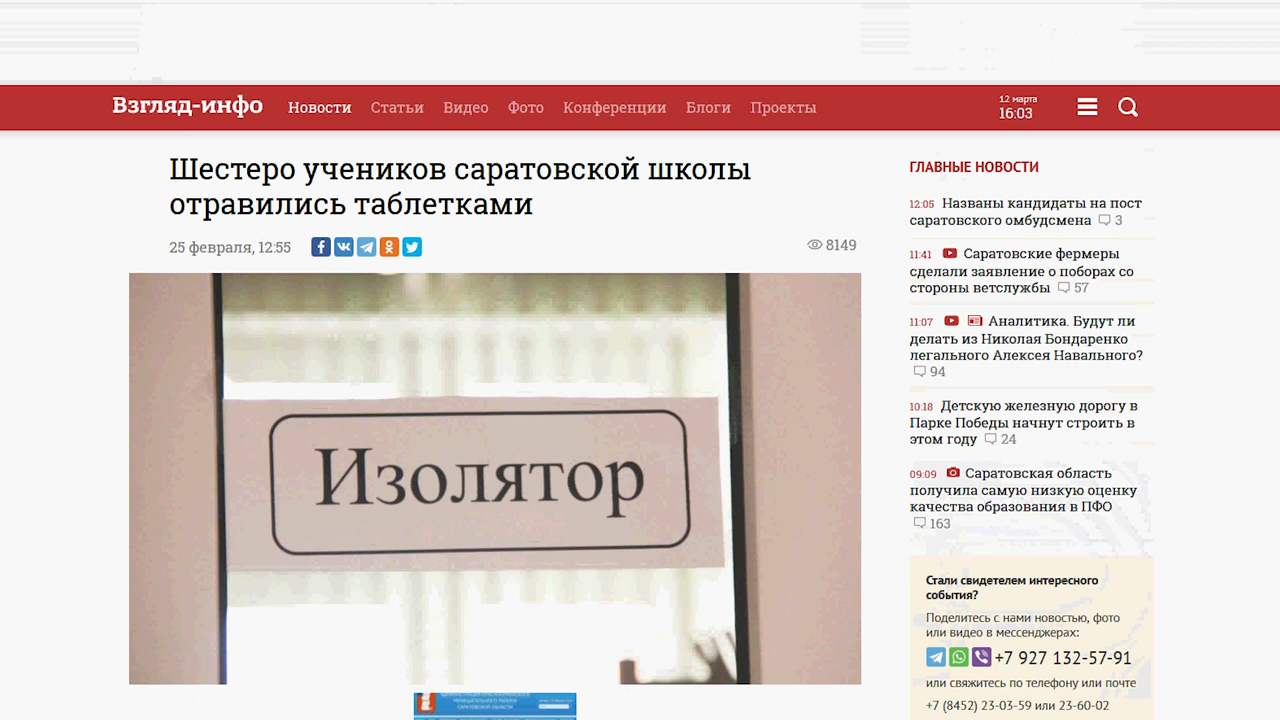 Взгляд-инфо Новости Статьи Видео Фото Конференции Блоги Проекты 12 марта 16:03
Шестеро учеников саратовской школы
отравились таблетками
25 февраля, 12:55 8149
Изолятор
АДМИНИСТРАЦИЯ
МУНИЦИПАЛЬНОГО РАЙОНА
САРАТОВСКОЙ ОБЛАСТИ
ГЛАВНЫЕ НОВОСТИ
12:05 Названы кандидаты на пост
саратовского омбудсмена 3
11:41 Саратовские фермеры
сделали заявление о поборах со
стороны ветслужбы 57
11:07 Аналитика. Будут ли
делать из Николая Бондаренко
легального Алексея Навального?
94
10:18 Детскую железную дорогу в
Парке Победы начнут строить в
этом году 24
09:09 Саратовская область
получила самую низкую оценку
качества образования в ПФО
163
Стали свидетелем интересного
события?
Поделитесь с нами новостью, фото
или видео в мессенджерах:
+7 927 132-57-91
или свяжитесь по телефону или почте
+7 (8452) 23-03-59 или 23-60-02